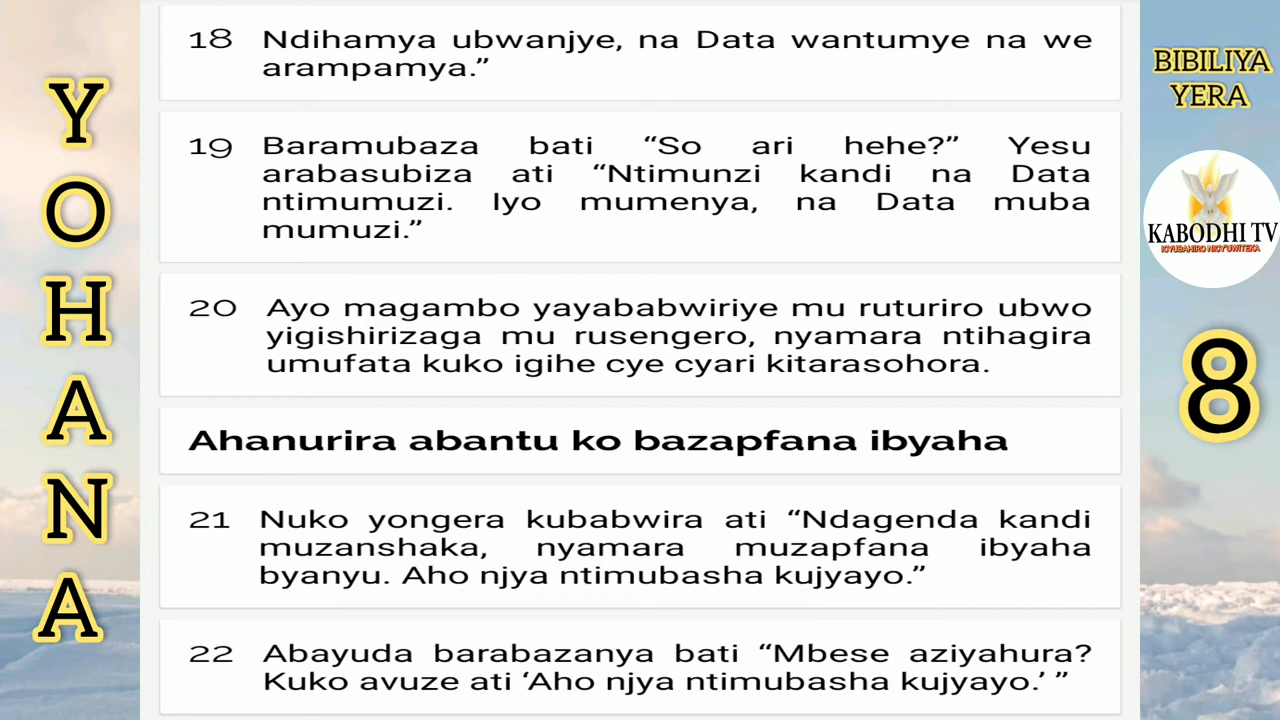 YOHANA
18 Ndihamya ubwanjye, na Data wantumye na we
arampamya.”
19 Baramubaza bati “So ari hehe?” Yesu
arabasubiza ati “Ntimunzi kandi na Data
ntimumuzi. Iyo mumenya, na Data muba
mumuzi.”
20 Ayo magambo yayababwiriye mu ruturiro ubwo
yigishirizaga mu rusengero, nyamara ntihagira
umufata kuko igihe cye cyari kitarasohora.
Ahanurira abantu ko bazapfana ibyaha
21 Nuko yongera kubabwira ati “Ndagenda kandi
muzanshaka, nyamara muzapfana ibyaha
byanyu. Aho njya ntimubasha kujyayo.”
22 Abayuda barabazanya bati “Mbese aziyahura?
Kuko avuze ati ‘Aho njya ntimubasha kujyayo.’ ”
BIBILIYA
YERA
KABODHI TV
ICYUBAHIRO NICY'UWITEKA
8